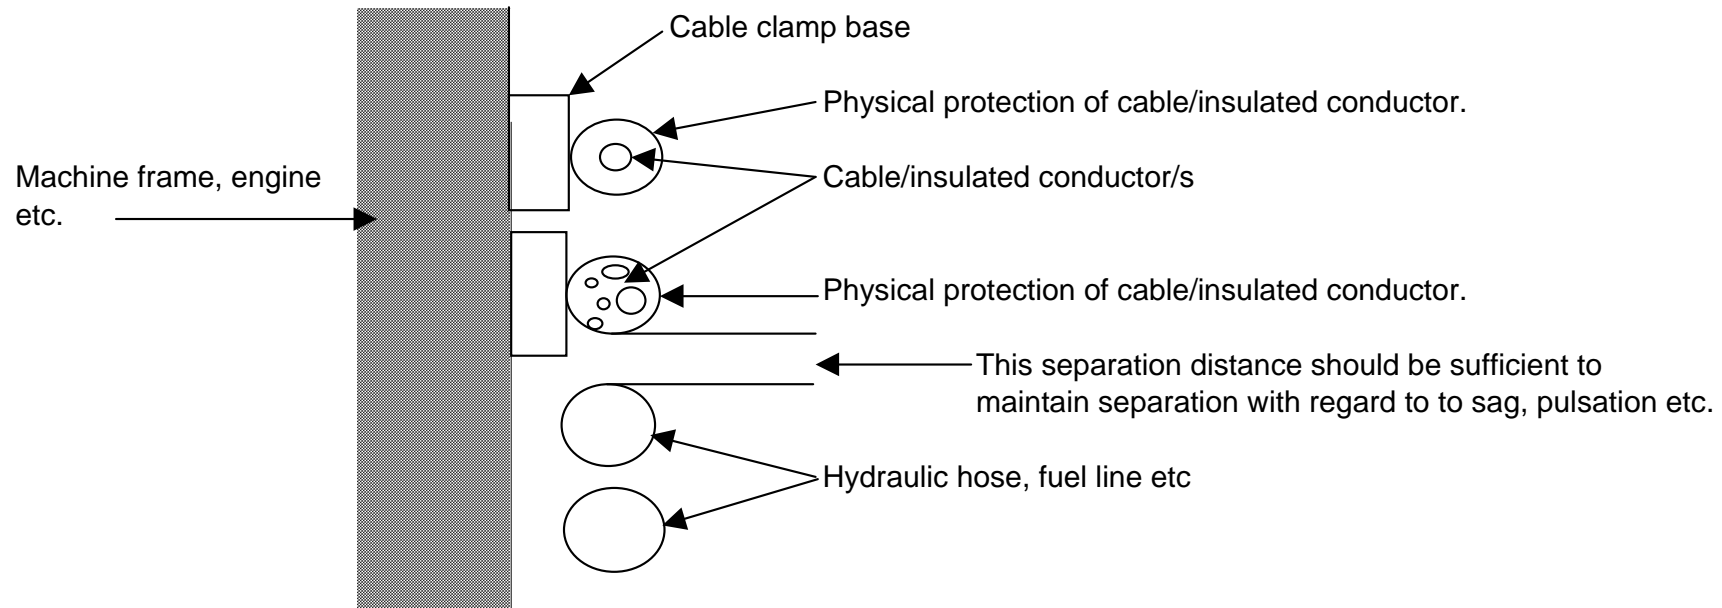 Cable clamp base
Physical protection of cable/insulated conductor.
Machine frame, engine
etc.
Cable/insulated conductor/s
Physical protection of cable/insulated conductor.
This separation distance should be sufficient to
maintain separation with regard to to sag, pulsation etc.
Hydraulic hose, fuel line etc